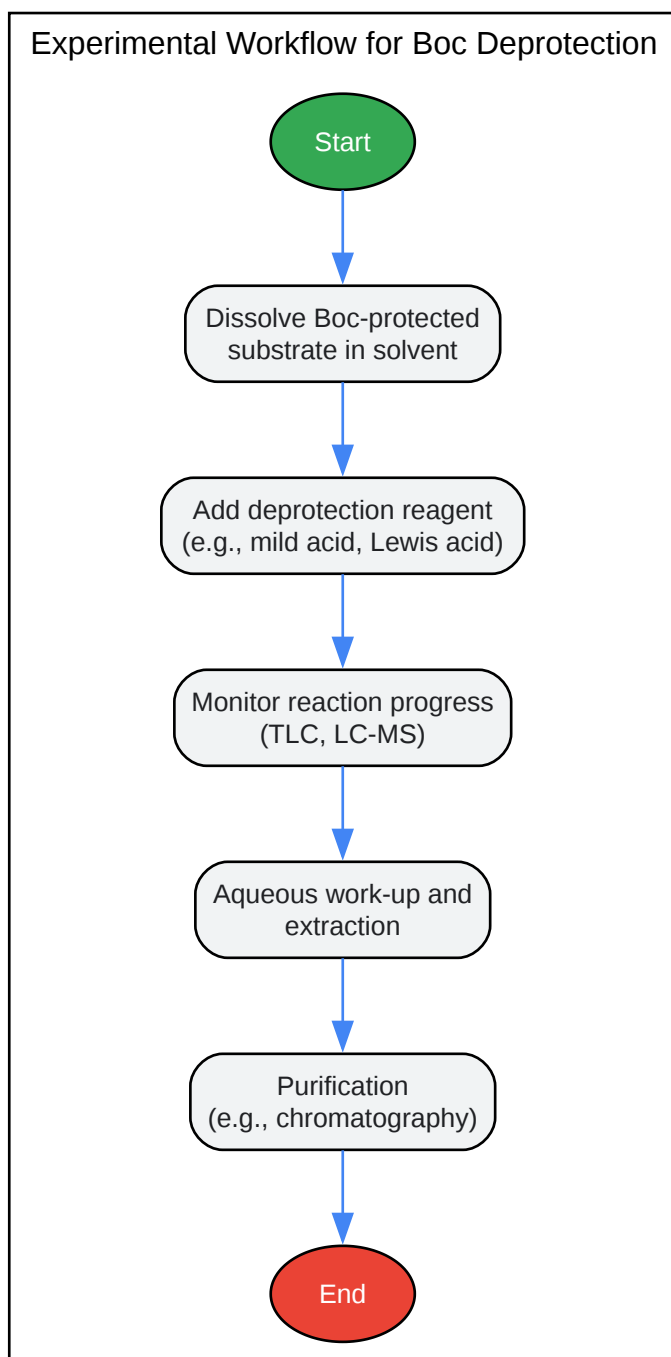 Experimental Workflow for Boc Deprotection
Start
Dissolve Boc-protected
substrate in solvent
Add deprotection reagent
(e.g., mild acid, Lewis acid)
Monitor reaction progress
(TLC, LC-MS)
Aqueous work-up and
extraction
Purification
(e.g., chromatography)
End